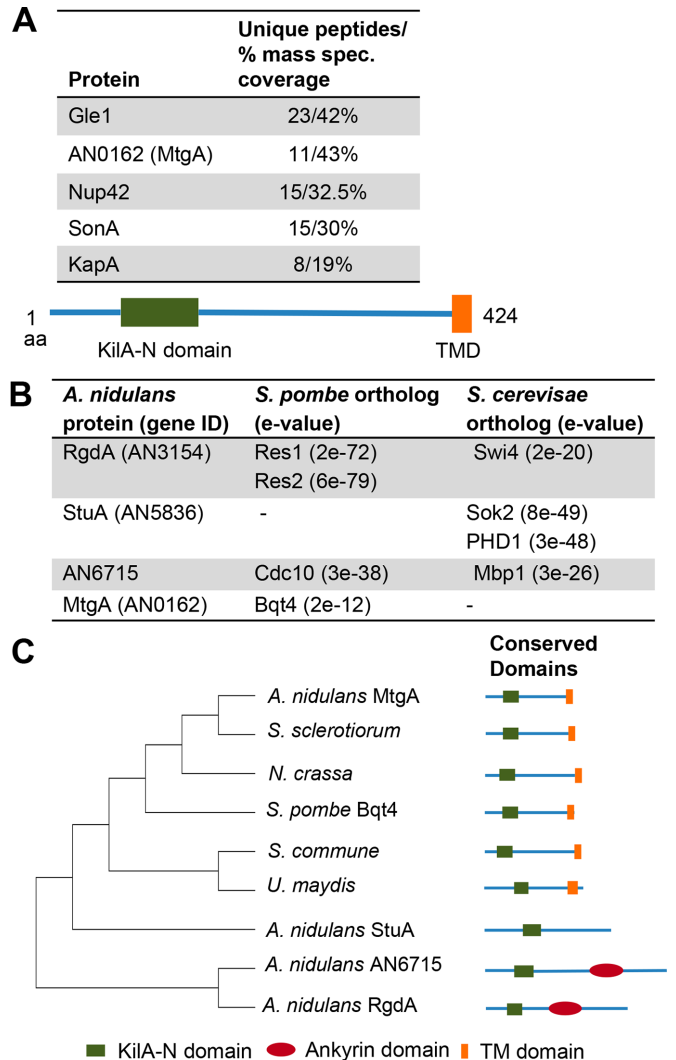 A
Protein Unique peptides/ % mass spec. coverage
Gle1 23/42%
AN0162 (MtgA) 11/43%
Nup42 15/32.5%
SonA 15/30%
KapA 8/19%
1 aa 424
KilA-N domain TMD
B
A. nidulans protein (gene ID) S. pombe ortholog (e-value) S. cerevisae ortholog (e-value)
RgdA (AN3154) Res1 (2e-72) Swi4 (2e-20)
Res2 (6e-79)
StuA (AN5836) - Sok2 (8e-49)
PHD1 (3e-48)
AN6715 Cdc10 (3e-38) Mbp1 (3e-26)
MtgA (AN0162) Bqt4 (2e-12) -
C
Conserved
Domains
A. nidulans MtgA
S. sclerotiorum
N. crassa
S. pombe Bqt4
S. commune
U. maydis
A. nidulans StuA
A. nidulans AN6715
A. nidulans RgdA
KilA-N domain Ankyrin domain TM domain